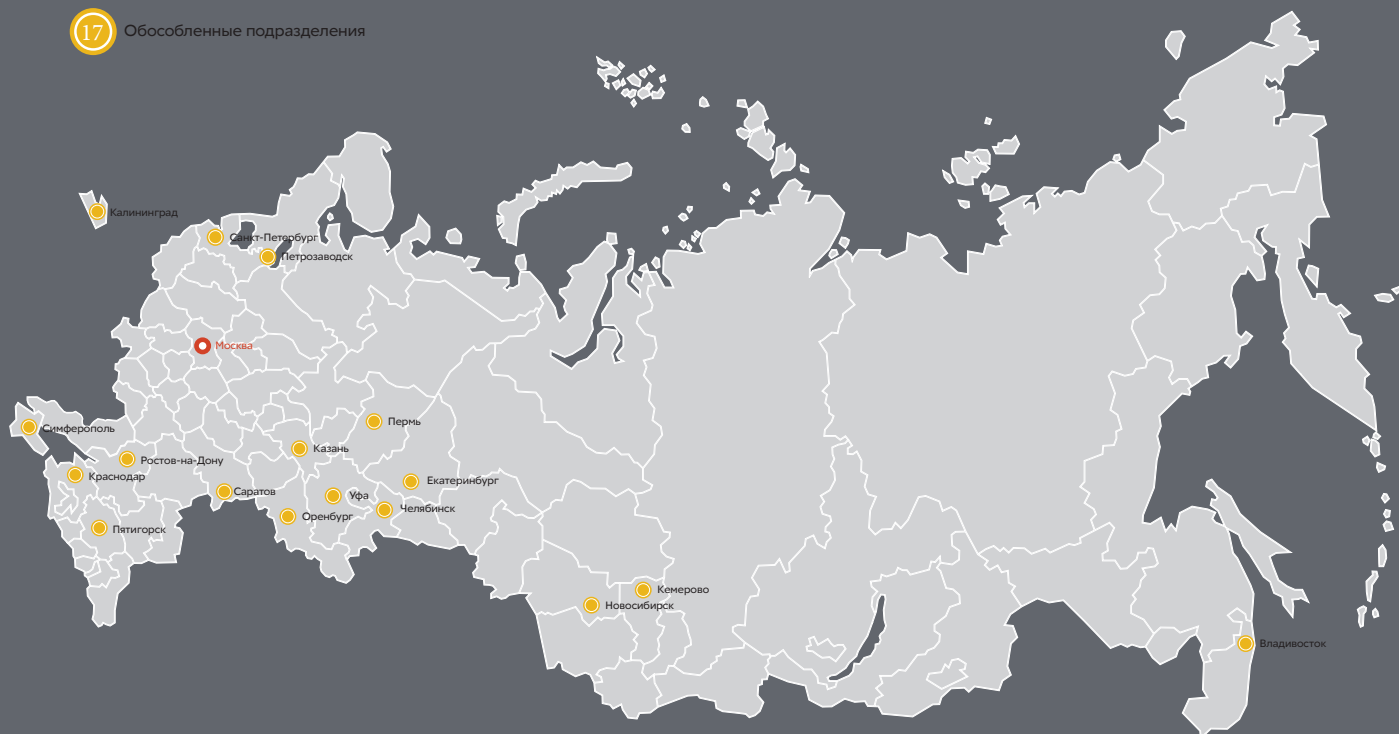 17 Обособленные подразделения
Калининград
Санкт-Петербург
Петрозаводск
Москва
Пермь
Симферополь
Казань
Ростов-на-Дону
Краснодар
Екатеринбург
Саратов
Уфа
Челябинск
Оренбург
Пятигорск
Кемерово
Новосибирск
Владивосток